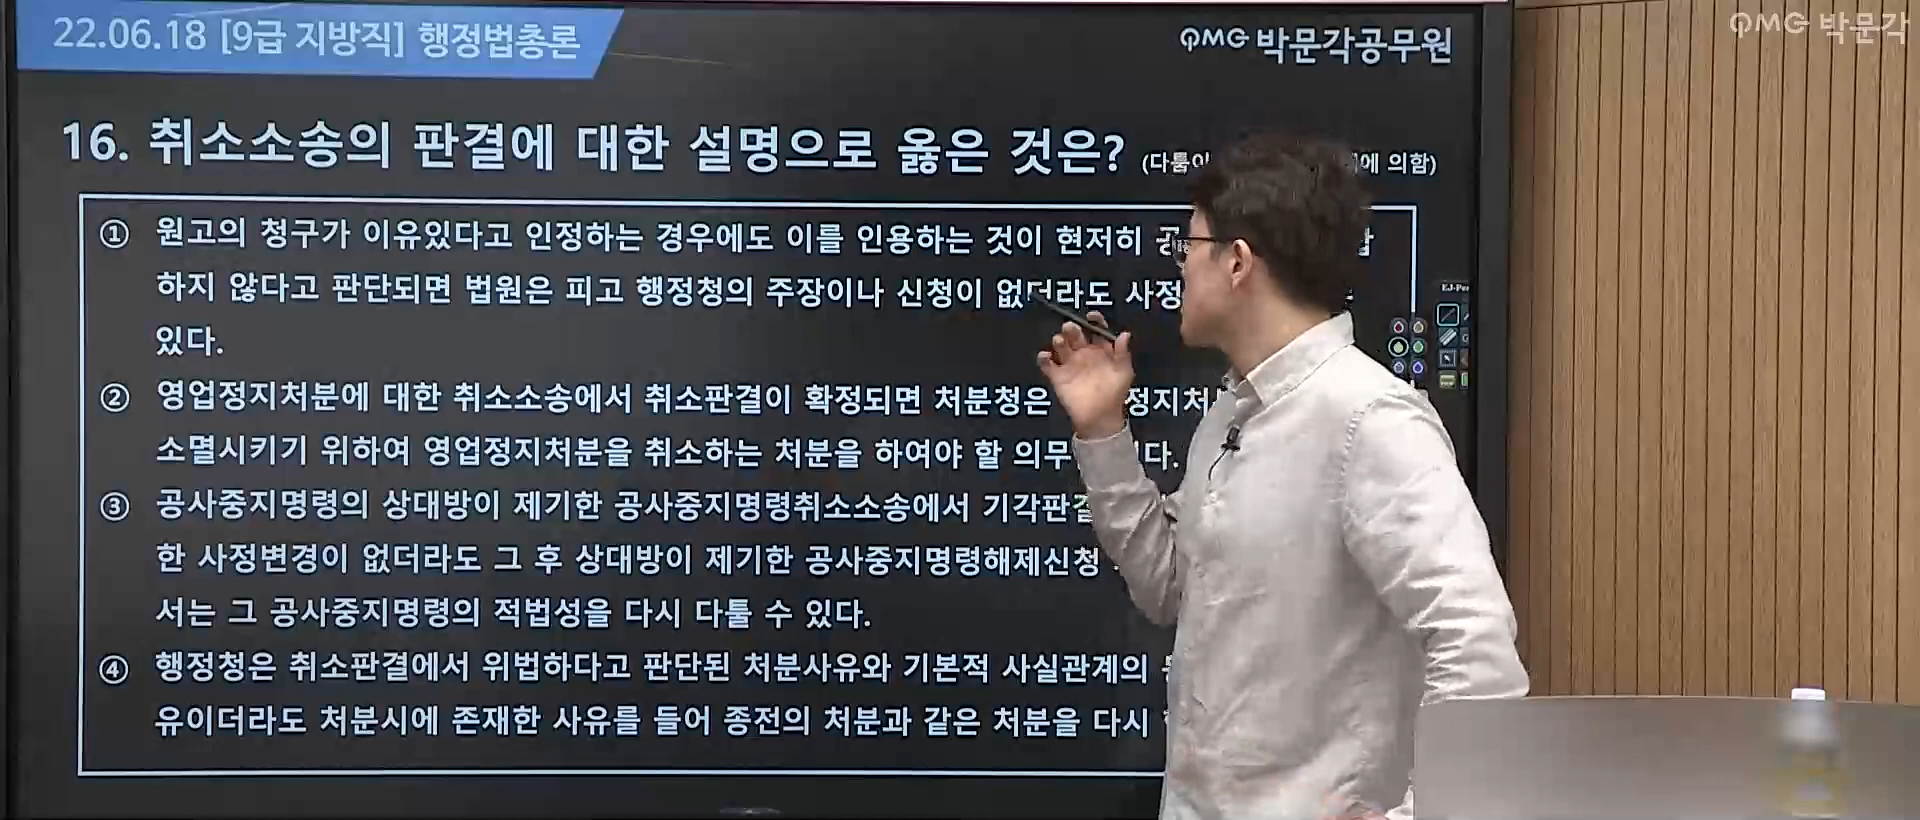 22.06.18 [9급 지방직] 행정법총론
박문각공무원
박문각
16. 취소소송의 판결에 대한 설명으로 옳은 것은? 의함)
① 원고의 청구가 이유있다고 인정하는 경우에도 이를 인용하는 것이 현저히
하지 않다고 판단되면 법원은 피고 행정청의 주장이나 신청이 없더라도
있다.
② 영업정지처분에 대한 취소소송에서 취소판결이 확정되면 처분청은
소멸시키기 위하여 영업정지처분을 취소하는 처분을 하여야 할
③ 공사중지명령의 상대방이 제기한 공사중지명령취소소송에서
한 사정변경이 없더라도 그 후 상대방이 제기한 공사중지명령해제신청
서는 그 공사중지명령의 적법성을 다시 다툴 수 있다.
④ 행정청은 취소판결에서 위법하다고 판단된 처분사유와 기본적 사실관계의
유이더라도 처분시에 존재한 사유를 들어 종전의 처분과 같은 처분을 다시